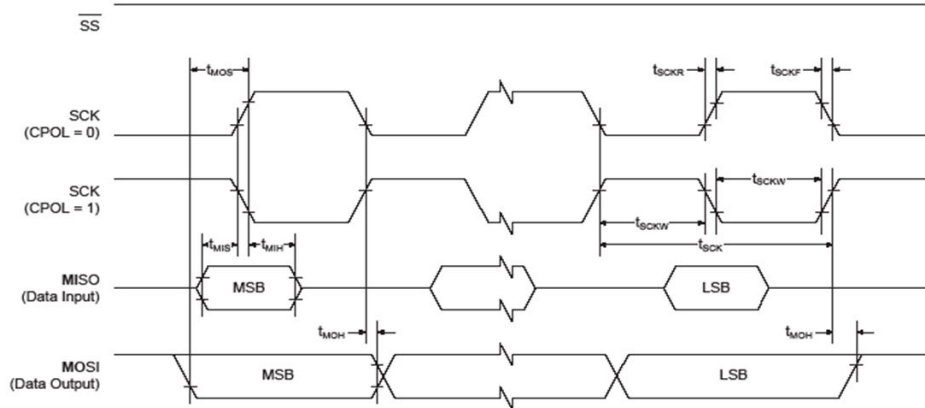 SS
tMOS
tSCKR
tSCKF
SCK
(CPOL = 0)
SCK
(CPOL = 1)
tSCKW
tSCKW
tMIS
tMIH
tSCK
MISO
(Data Input)
MSB
LSB
tMOH
tMOH
MOSI
(Data Output)
MSB
LSB